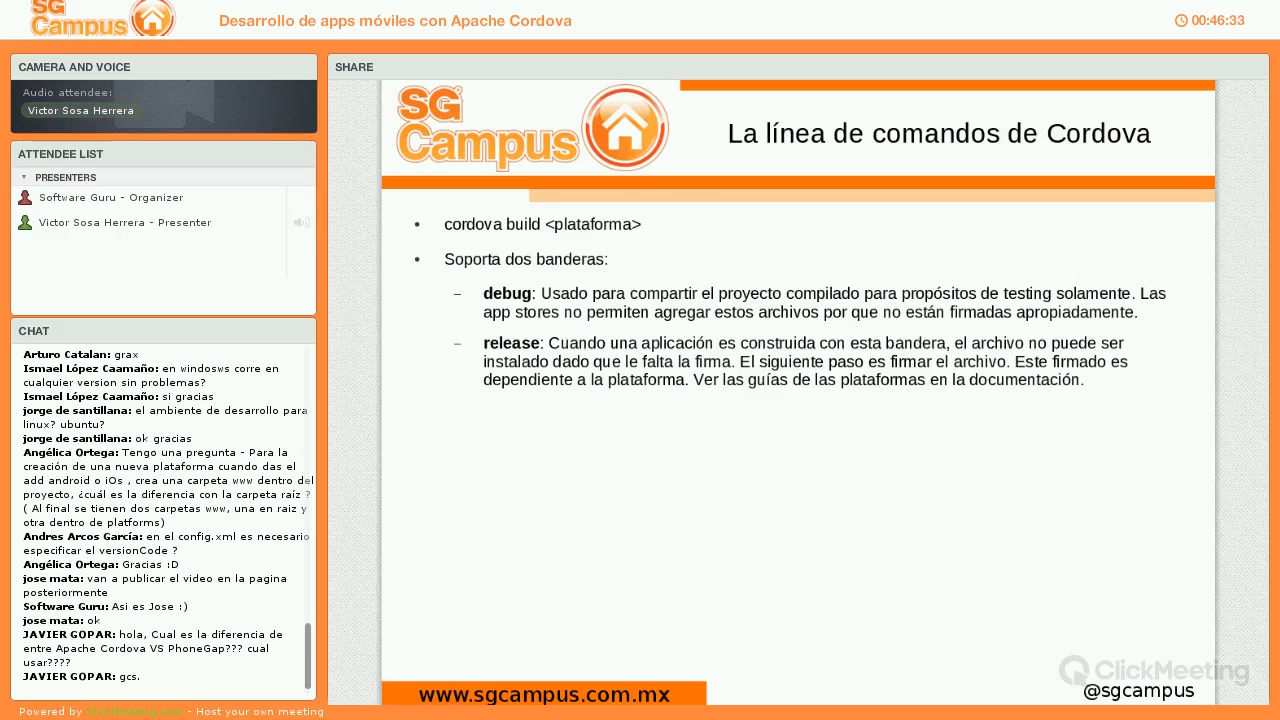 SG
Campus
Desarrollo de apps móviles con Apache Cordova
00:46:33
CAMERA AND VOICE
Audio attendee:
Victor Sosa Herrera
ATTENDEE LIST
PRESENTERS
Software Guru - Organizer
Victor Sosa Herrera - Presenter
CHAT
Arturo Catalan: grax
Ismael López Caamaño: en windosws corre en
cualquier version sin problemas?
Ismael López Caamaño: si gracias
jorge de santillana: el ambiente de desarrollo para
linux? ubuntu?
jorge de santillana: ok gracias
Angélica Ortega: Tengo una pregunta - Para la
creación de una nueva plataforma cuando das el
add android o iOs , crea una carpeta www dentro del
proyecto, ¿cuál es la diferencia con la carpeta raíz ?
( Al final se tienen dos carpetas www, una en raiz y
otra dentro de platforms)
Andres Arcos García: en el config.xml es necesario
especificar el versionCode ?
Angélica Ortega: Gracias :D
jose mata: van a publicar el video en la pagina
posteriormente
Software Guru: Asi es Jose :)
jose mata: ok
JAVIER GOPAR: hola, Cual es la diferencia de
entre Apache Cordova VS PhoneGap??? cual
usar????
JAVIER GOPAR: gcs.
Powered by ClickMeeting.com - Host your own meeting
SHARE
SG
Campus
La línea de comandos de Cordova
• cordova build <plataforma>
• Soporta dos banderas:
– debug: Usado para compartir el proyecto compilado para propósitos de testing solamente. Las
app stores no permiten agregar estos archivos por que no están firmadas apropiadamente.
– release: Cuando una aplicación es construida con esta bandera, el archivo no puede ser
instalado dado que le falta la firma. El siguiente paso es firmar el archivo. Este firmado es
dependiente a la plataforma. Ver las guías de las plataformas en la documentación.
www.sgcampus.com.mx
ClickMeeting
@sgcampus